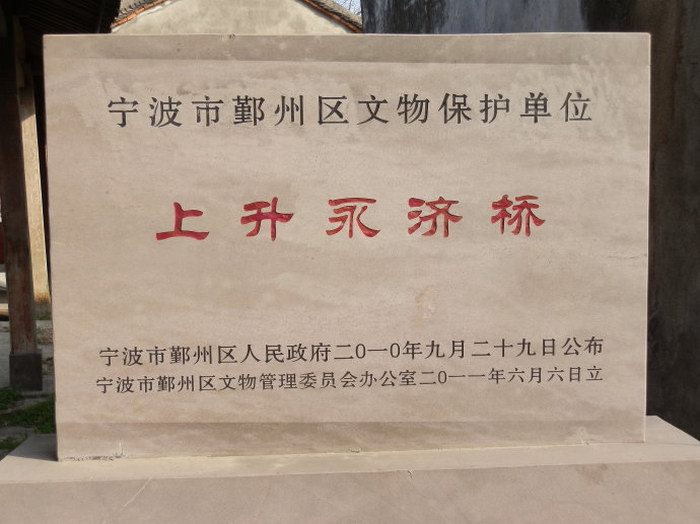 宁波市鄞州区文物保护单位
上升永济桥
宁波市鄞州区人民政府二0一0年九月二十九日公布
宁波市鄞州区文物管理委员会办公室二0一一年六月六日立